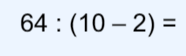 64 : (10 – 2) =